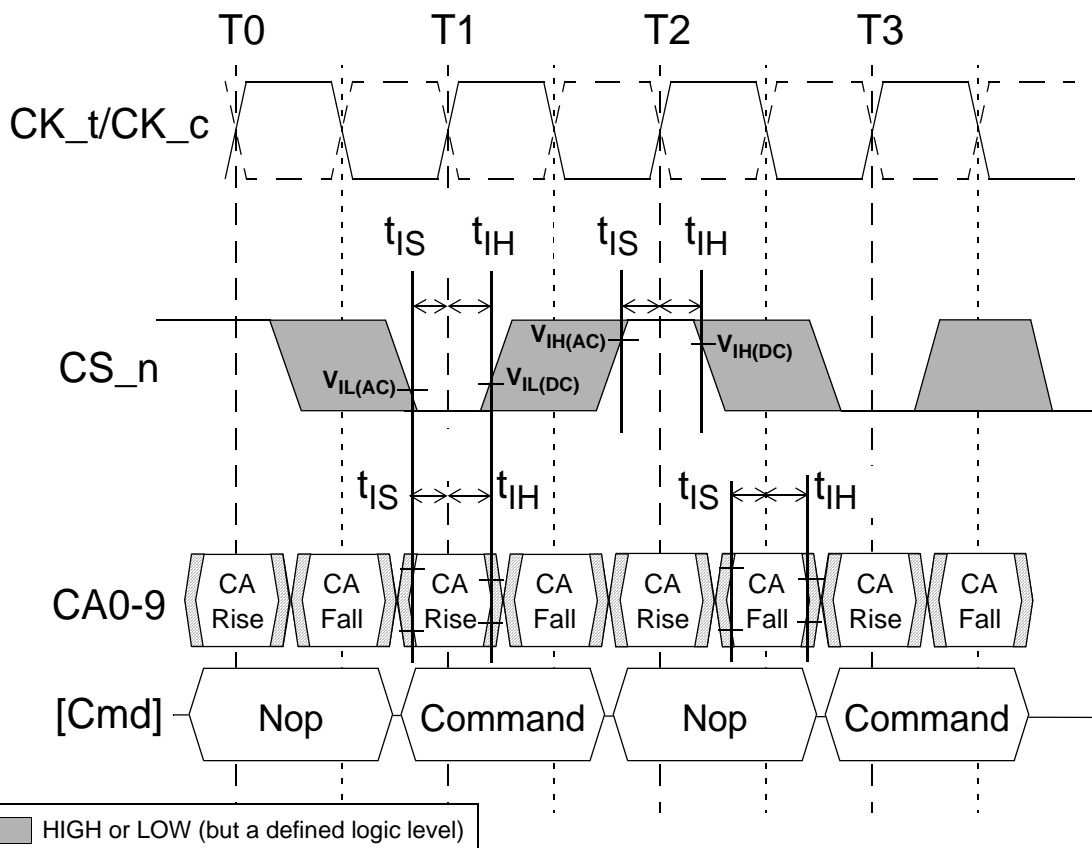 T0 T1 T2 T3
CK_t/CK_c
tIS tIH tIS tIH
CS_n
VIL(AC) VIL(DC) VIH(AC) VIH(DC)
tIS tIH tIS tIH
CA0-9
CA Rise CA Fall CA Rise CA Fall CA Rise CA Fall CA Rise CA Fall
[Cmd] Nop Command Nop Command
HIGH or LOW (but a defined logic level)